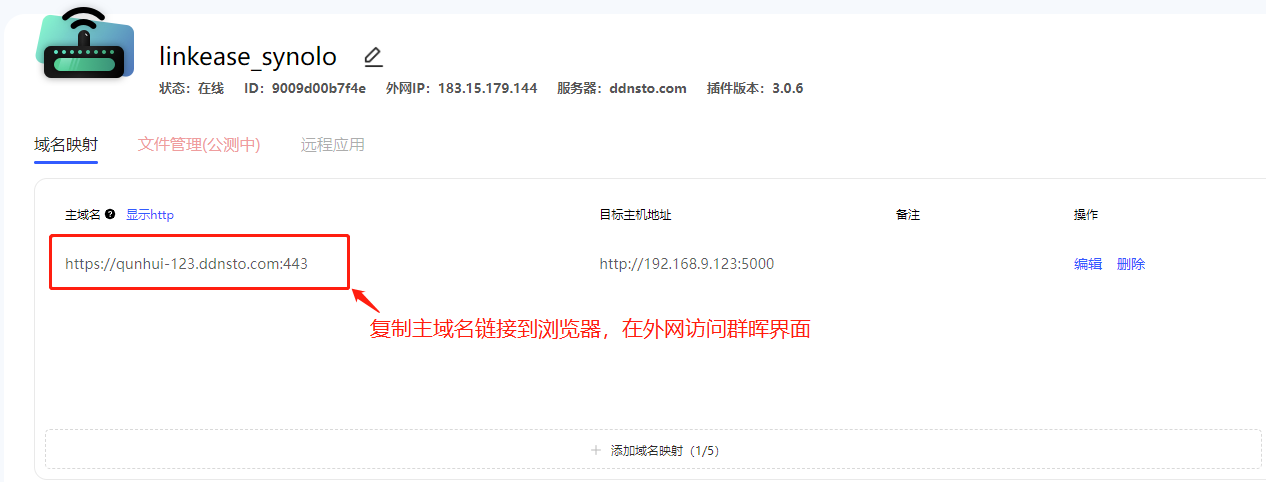 linkease_synolo
状态：在线 ID：9009d00b7f4e 外网IP：183.15.179.144 服务器：ddnsto.com 插件版本：3.0.6
域名映射 文件管理(公测中) 远程应用
主域名 ? 显示http 目标主机地址 备注 操作
https://qunhui-123.ddnsto.com:443 http://192.168.9.123:5000 编辑 删除
复制主域名链接到浏览器，在外网访问群晖界面
+ 添加域名映射（1/5）